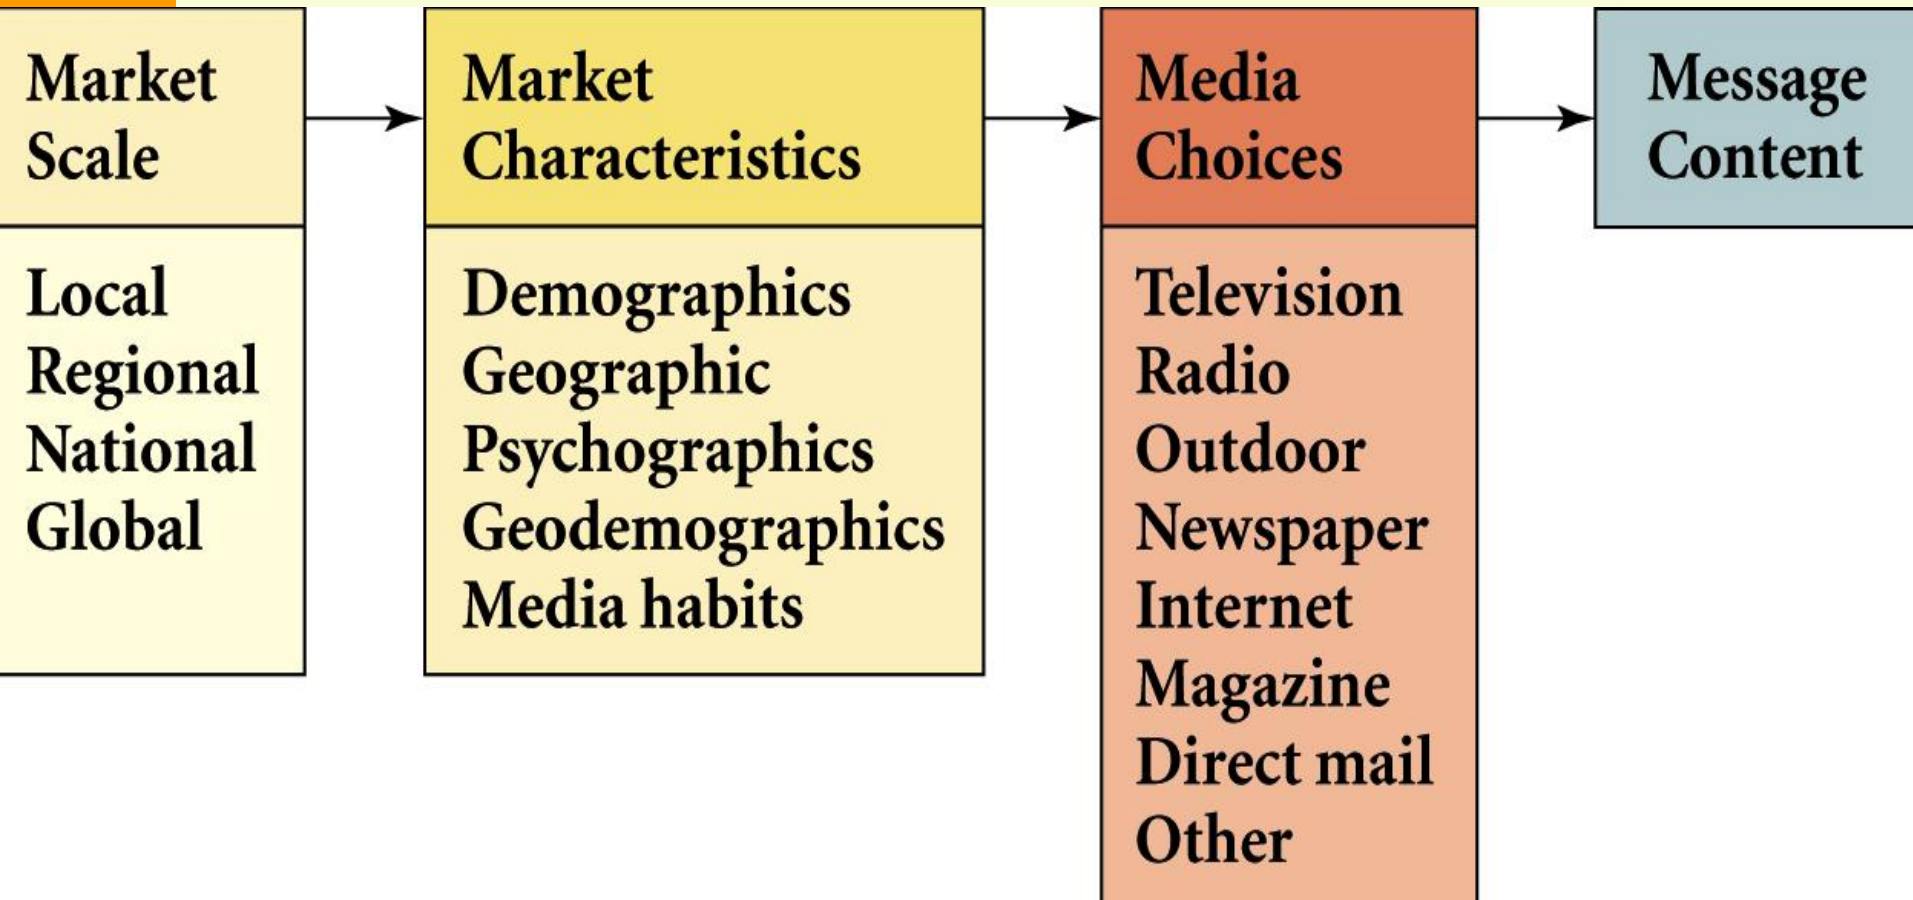 Market
Scale
Local
Regional
National
Global
Market
Characteristics
Demographics
Geographic
Psychographics
Geodemographics
Media habits
Media
Choices
Television
Radio
Outdoor
Newspaper
Internet
Magazine
Direct mail
Other
Message
Content